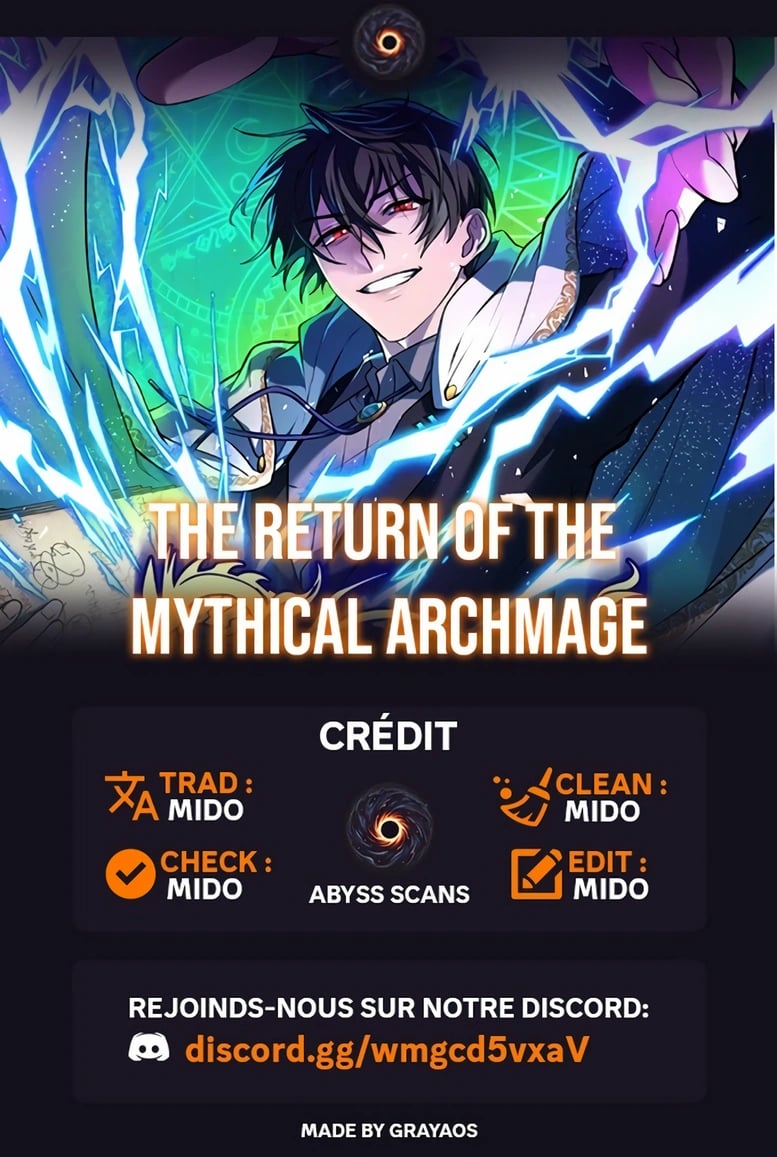 THE RETURN OF THE
MYTHICAL ARCHMAGE
CRÉDIT
TRAD :
MIDO
CLEAN :
MIDO
CHECK :
MIDO
EDIT :
MIDO
ABYSS SCANS
REJOINDS-NOUS SUR NOTRE DISCORD:
discord.gg/wmgcd5vxaV
MADE BY GRAYAOS